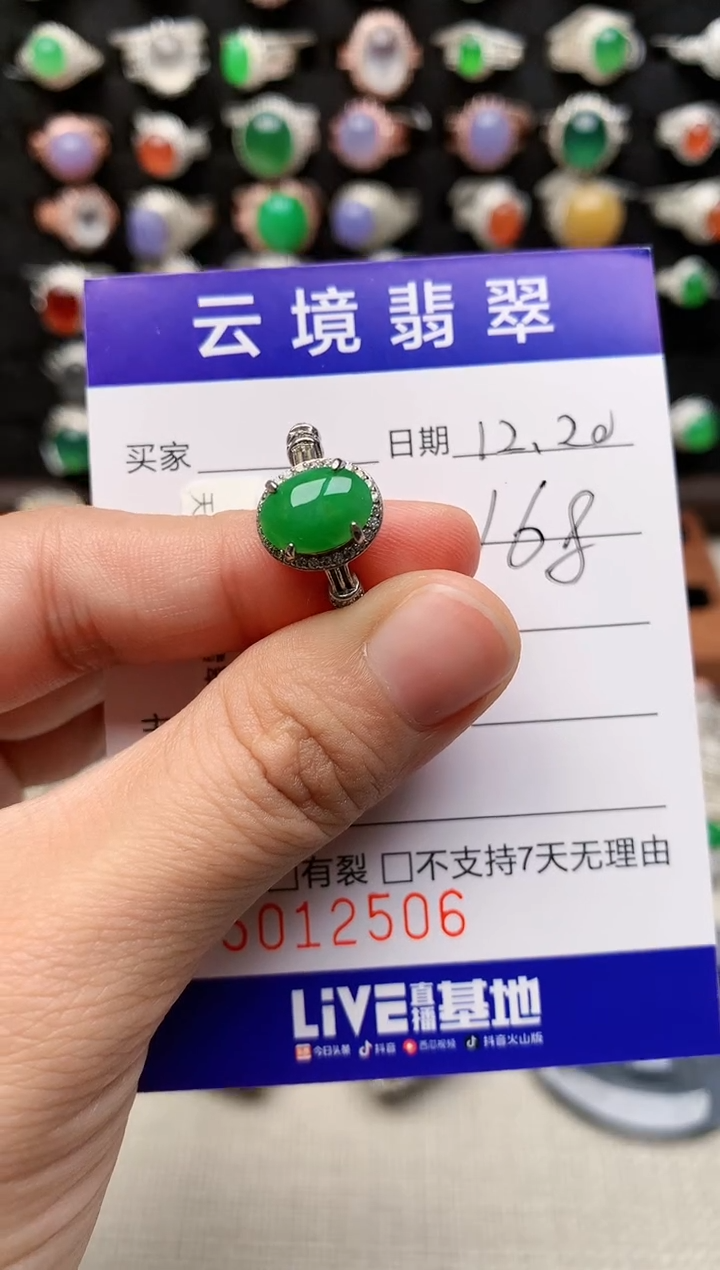 云境翡翠
买家 日期 12.20
天
168
有裂 不支持7天无理由
5012506
LiVE直播基地
今日头条 抖音 西瓜视频 抖音火山版